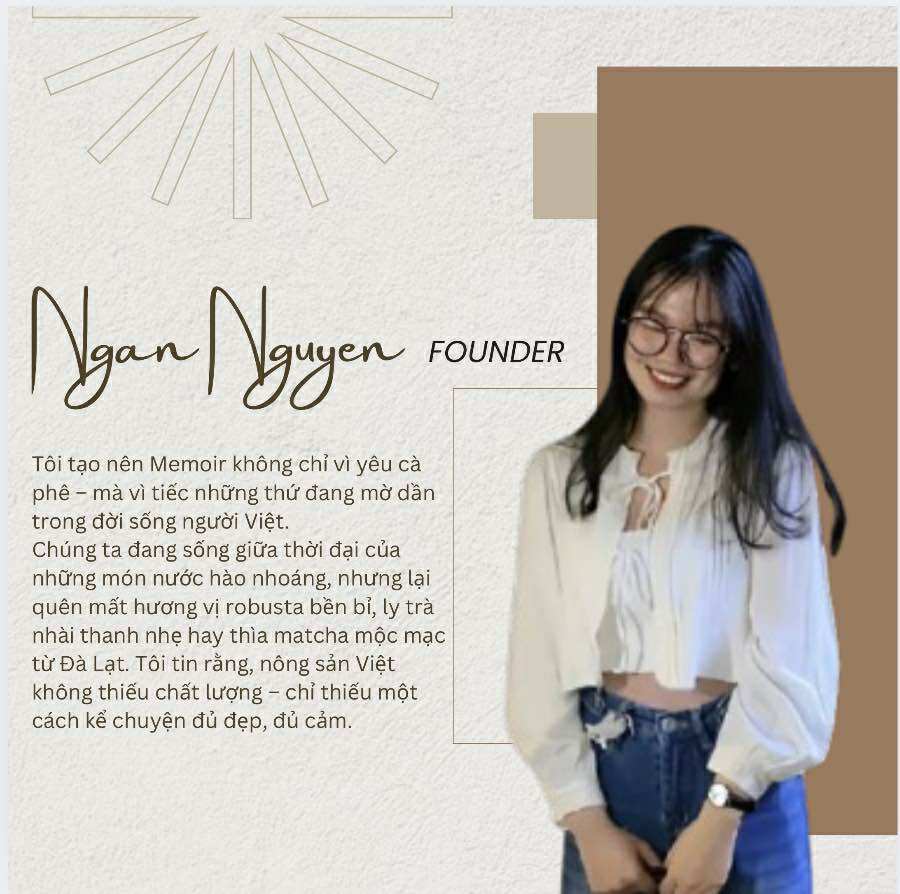 Ngan Nguyen FOUNDER
Tôi tạo nên Memoir không chỉ vì yêu cà
phê – mà vì tiếc những thứ đang mờ dần
trong đời sống người Việt.
Chúng ta đang sống giữa thời đại của
những món nước hào nhoáng, nhưng lại
quên mất hương vị robusta bền bỉ, ly trà
nhài thanh nhẹ hay thìa matcha mộc mạc
từ Đà Lạt. Tôi tin rằng, nông sản Việt
không thiếu chất lượng – chỉ thiếu một
cách kể chuyện đủ đẹp, đủ cảm.